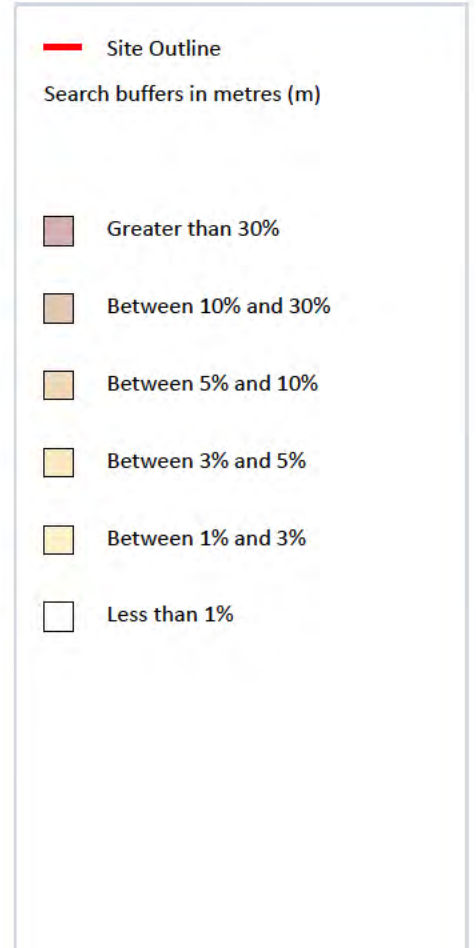 Site Outline
Search buffers in metres (m)
Greater than 30%
Between 10% and 30%
Between 5% and 10%
Between 3% and 5%
Between 1% and 3%
Less than 1%